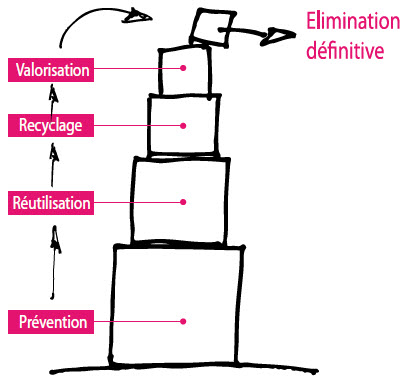 Elimination
définitive
Valorisation
Recyclage
Réutilisation
Prévention